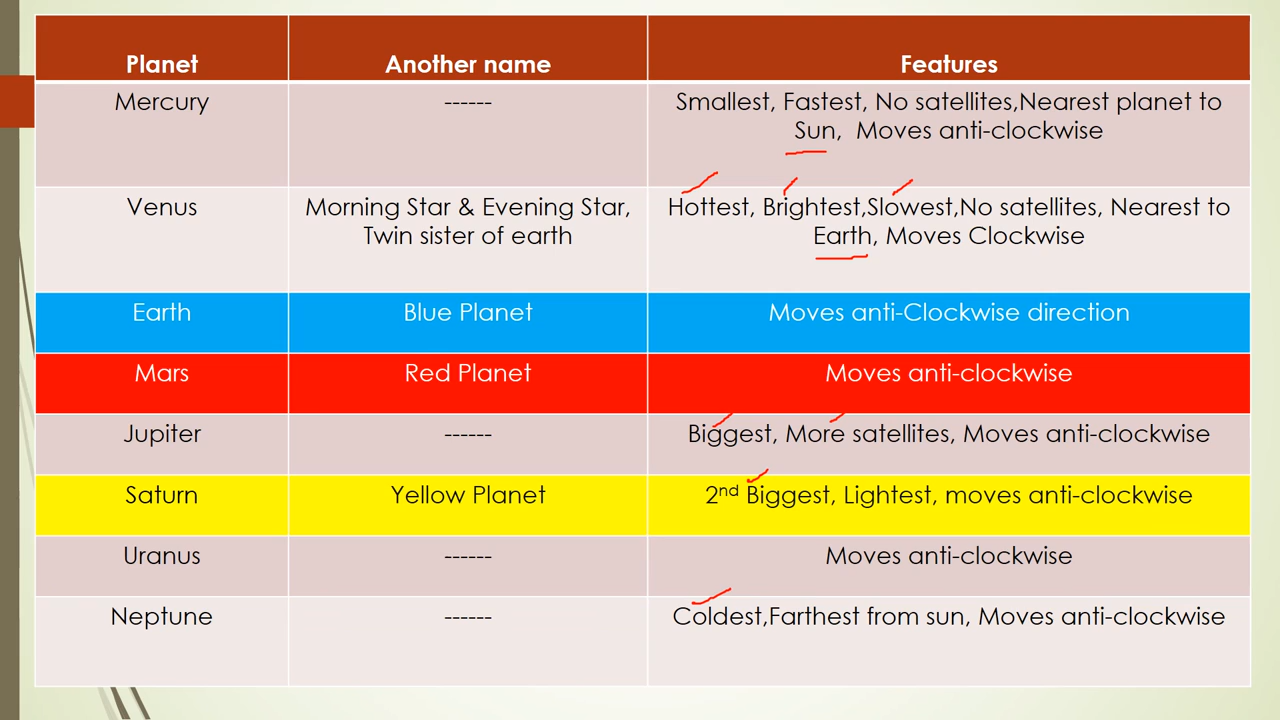 Planet
Another name
Features
Mercury
------
Smallest, Fastest, No satellites,Nearest planet to
Sun,  Moves anti-clockwise
Venus
Morning Star & Evening Star,
Twin sister of earth
Hottest, Brightest,Slowest,No satellites, Nearest to
Earth, Moves Clockwise
Earth
Blue Planet
Moves anti-Clockwise direction
Mars
Red Planet
Moves anti-clockwise
Jupiter
------
Biggest, More satellites, Moves anti-clockwise
Saturn
Yellow Planet
2nd Biggest, Lightest, moves anti-clockwise
Uranus
------
Moves anti-clockwise
Neptune
------
Coldest,Farthest from sun, Moves anti-clockwise